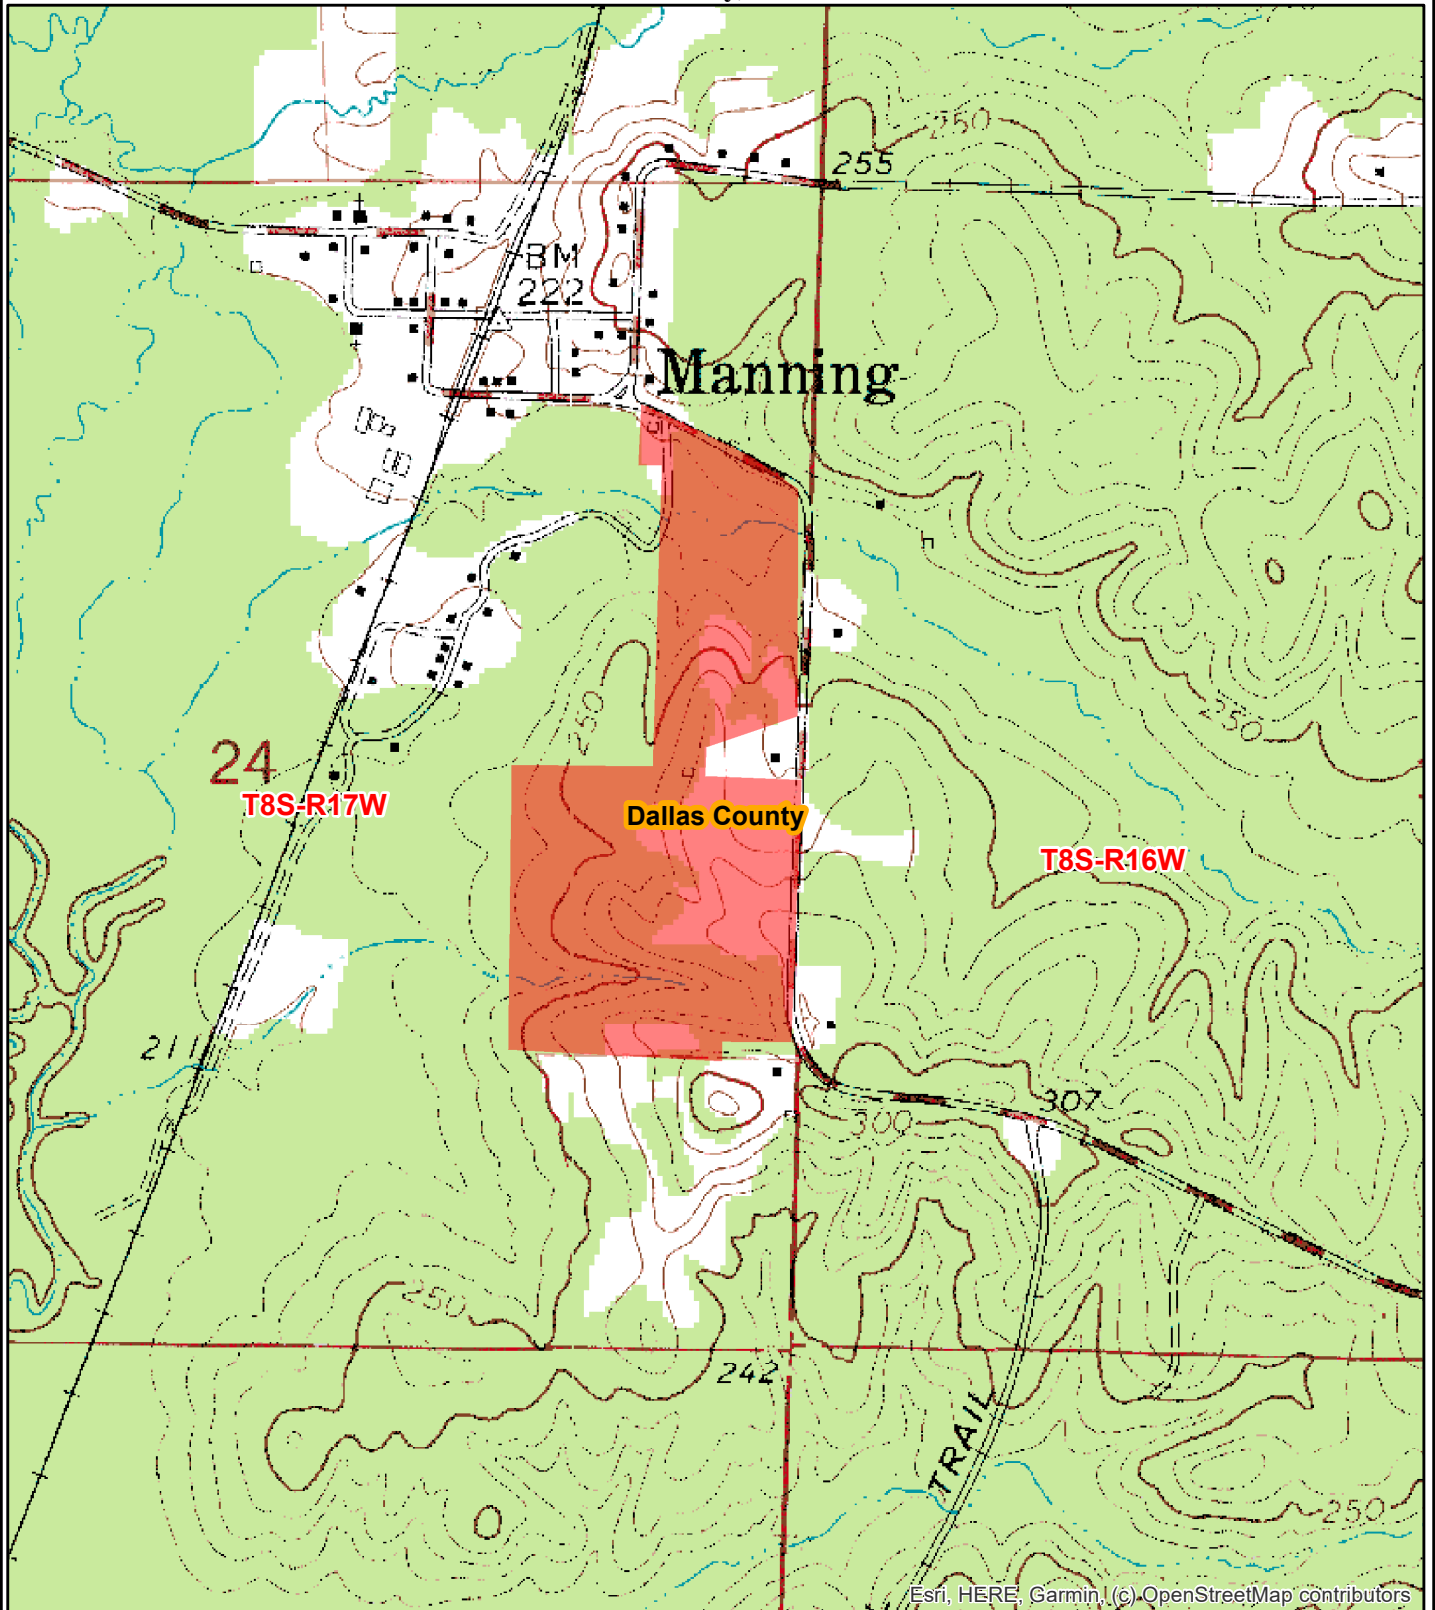 250
255
BM
222
Manning
250
250
24
T8S-R17W
Dallas County
T8S-R16W
211
307
300
250
242
TRAIL
250
Esri, HERE, Garmin, (c) OpenStreetMap contributors